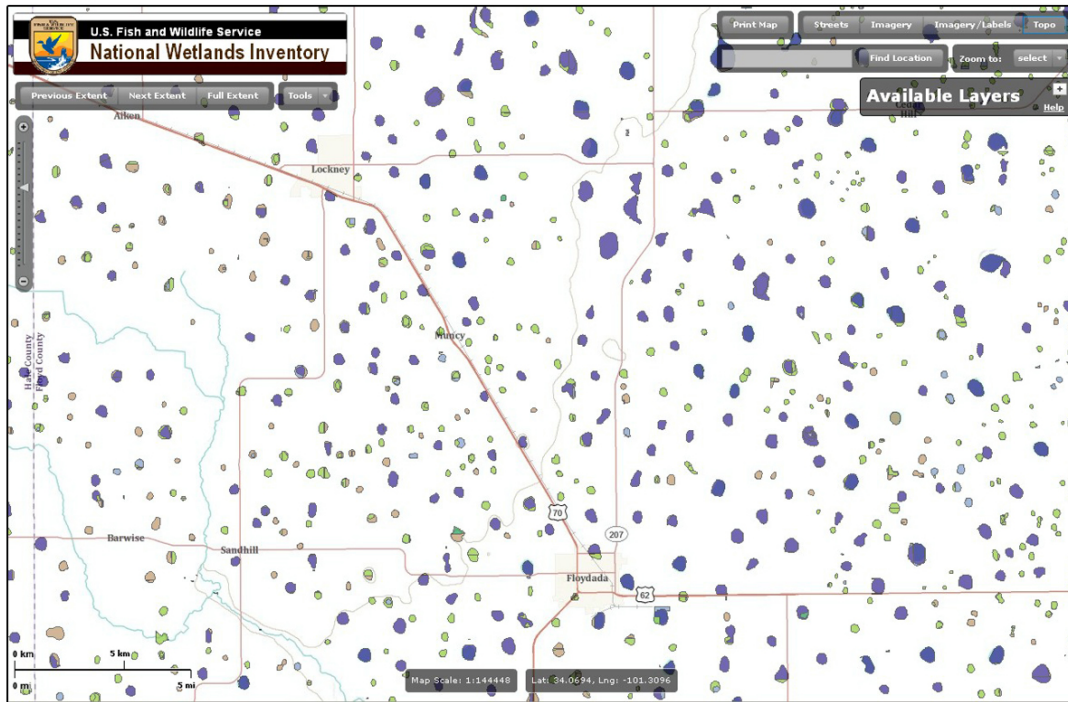 U.S. Fish and Wildlife Service
National Wetlands Inventory
Print Map
Streets
Imagery
Imagery/Labels
Topo
Find Location
Zoom to:
select
Previous Extent
Next Extent
Full Extent
Tools
Available Layers
Help
Cedar
Hill
Aiken
Lockney
Muncy
Hale County
Floyd County
70
Barwise
Sandhill
207
Floydada
62
0 km
5 km
0 mi
5 mi
Map Scale: 1:144448
Lat: 34.0694, Lng: -101.3096